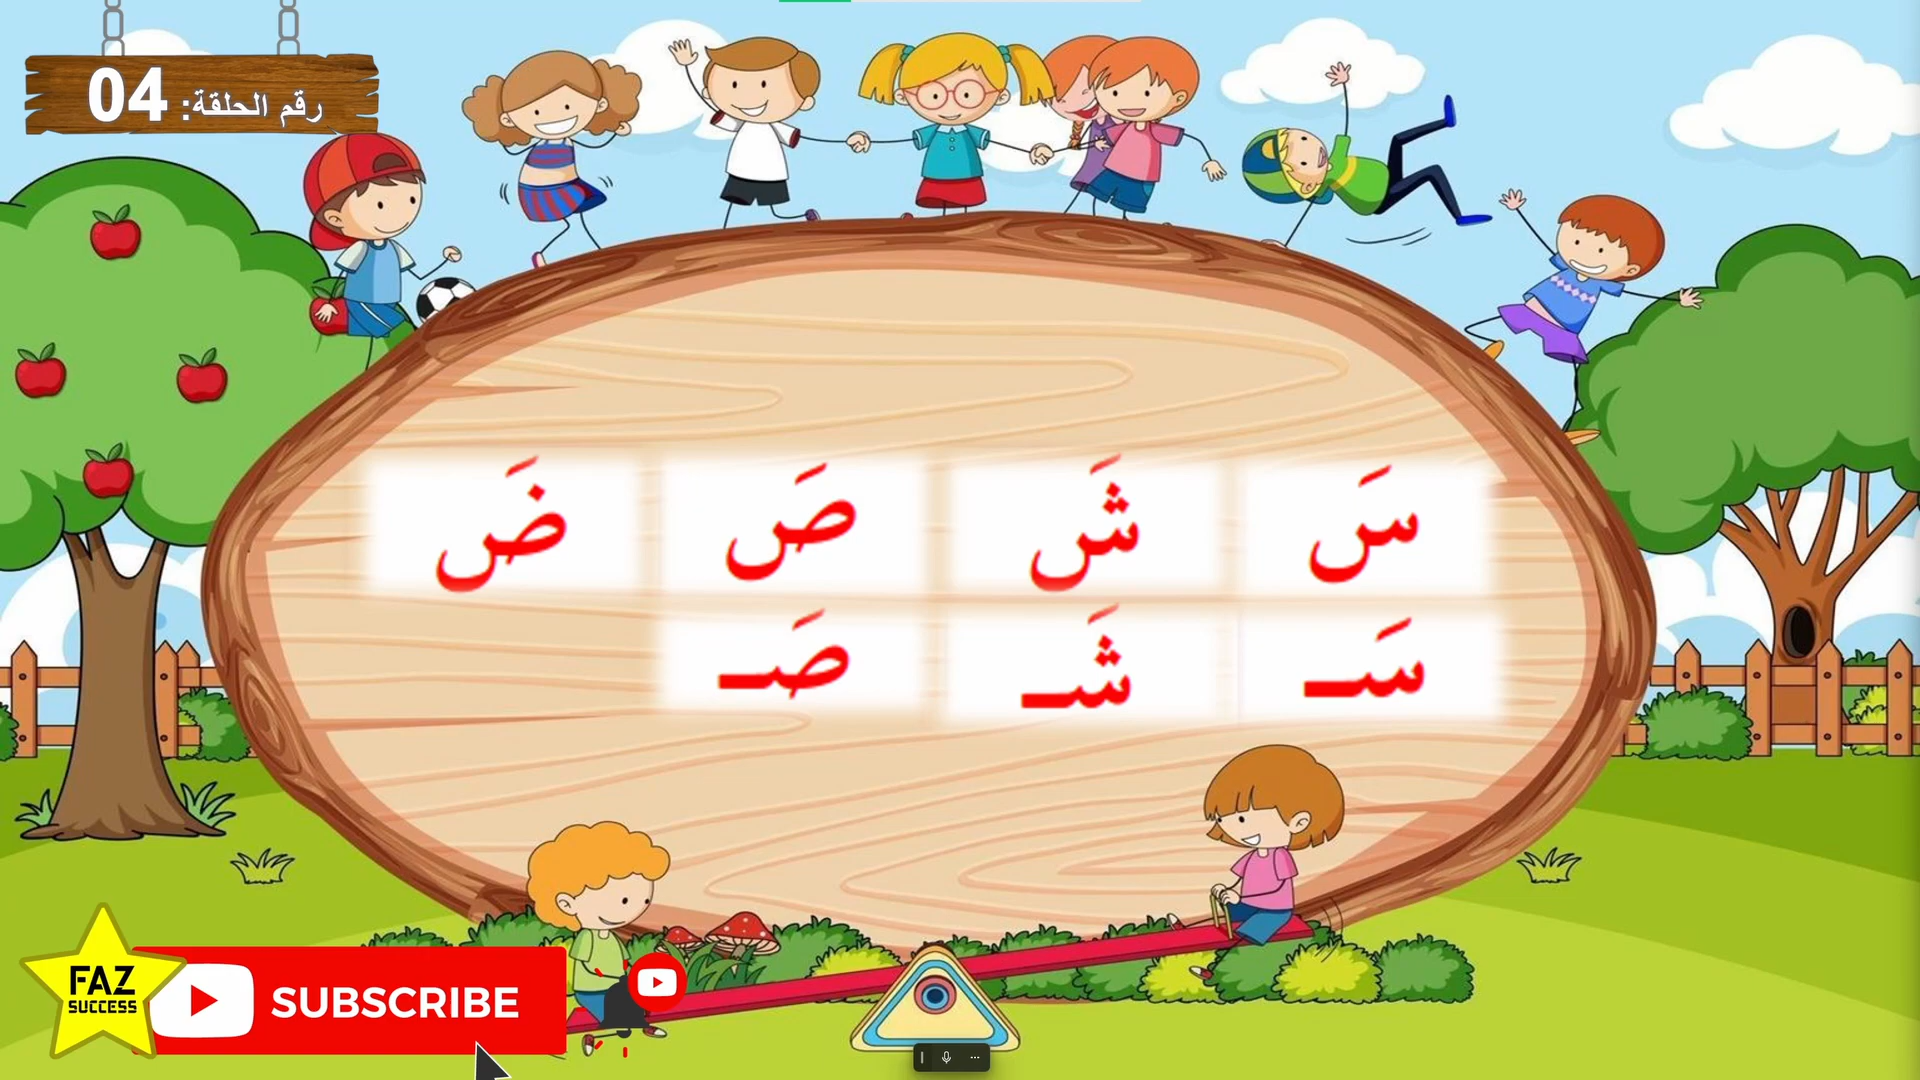 رقم الحلقة: 04
سَ شَ صَ ضَ
سَـ شَـ صَـ
FAZ
SUCCESS
SUBSCRIBE